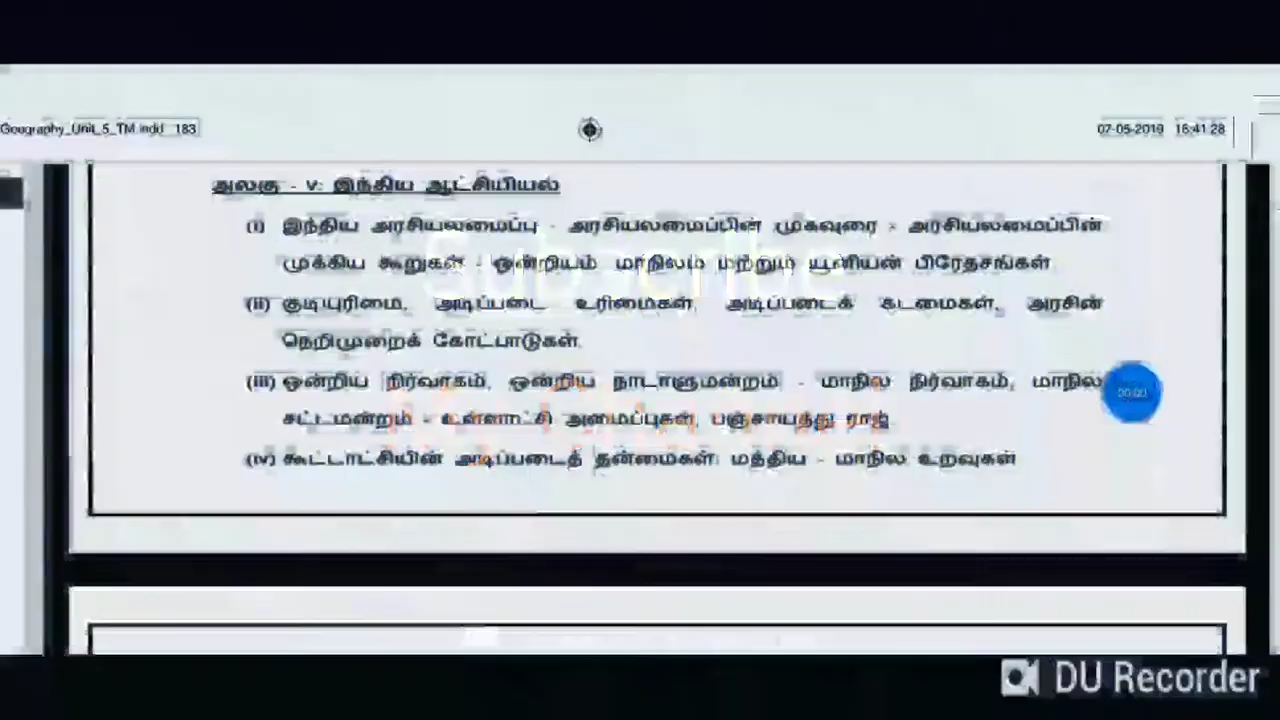 Geography_Unit_5_TM.indd 183
07-05-2019 16:41:28
அலகு - V: இந்திய ஆட்சியியல்
(i) இந்திய அரசியலமைப்பு - அரசியலமைப்பின் முகவுரை - அரசியலமைப்பின்
முக்கிய கூறுகள் - ஒன்றியம் மாநிலம் மற்றும் யூனியன் பிரதேசங்கள்
Subscribe
(ii) குடியுரிமை, அடிப்படை உரிமைகள், அடிப்படைக் கடமைகள், அரசின்
நெறிமுறைக் கோட்பாடுகள்.
(iii) ஒன்றிய நிர்வாகம், ஒன்றிய நாடாளுமன்றம் - மாநில நிர்வாகம், மாநில
00:00
சட்டமன்றம் - உள்ளாட்சி அமைப்புகள், பஞ்சாயத்து ராஜ்
(iv) கூட்டாட்சியின் அடிப்படைத் தன்மைகள்: மத்திய - மாநில உறவுகள்
DU Recorder